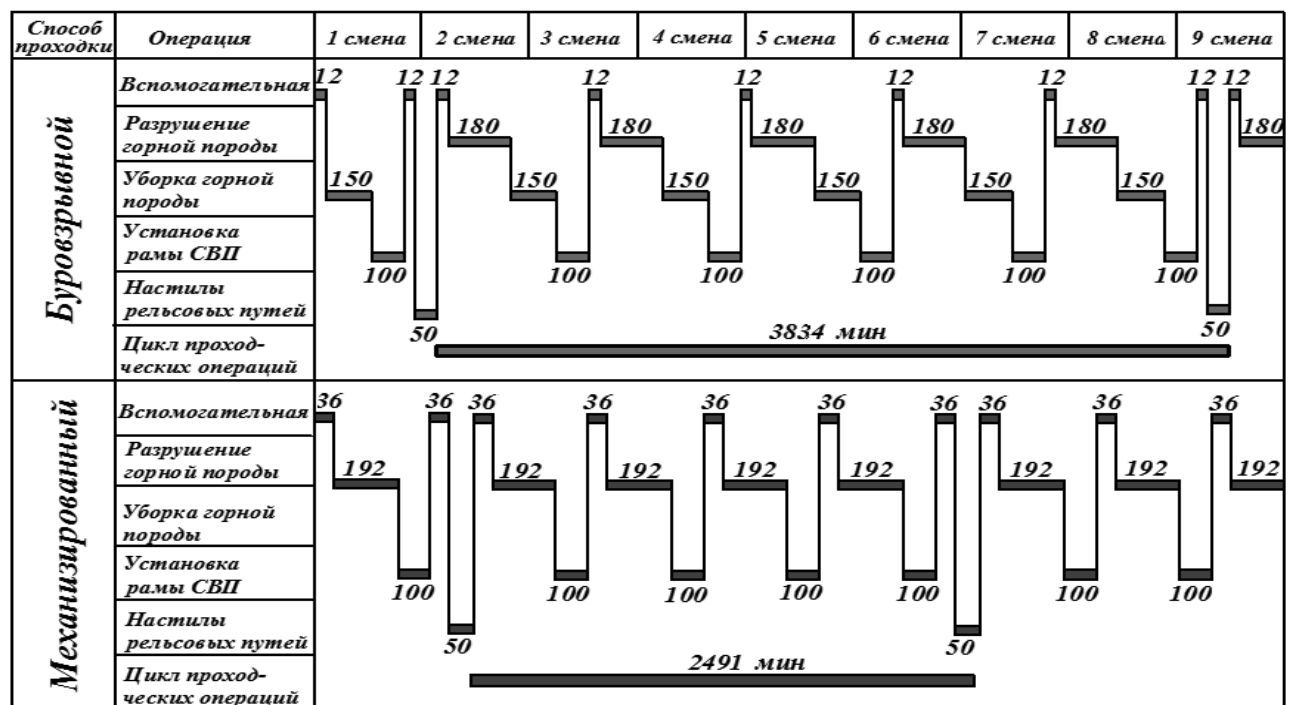 Способ проходки
Операция
1 смена
2 смена
3 смена
4 смена
5 смена
6 смена
7 смена
8 смена
9 смена
Буровзрывной
Вспомогательная
12
12 12
12
12
12
12
12 12
Разрушение
горной породы
180
180
180
180
180
180
Уборка горной
породы
150
150
150
150
150
150
Установка
рамы СВП
100
100
100
100
100
100
Настилы
рельсовых путей
50
50
Цикл проход-
ческих операций
3834 мин
Механизированный
Вспомогательная
36
36
36
36
36
36
36
36
36
36
Разрушение
горной породы
192
192
192
192
192
192
192
192
Уборка горной
породы
Установка
рамы СВП
100
100
100
100
100
100
100
Настилы
рельсовых путей
50
50
Цикл проход-
ческих операций
2491 мин